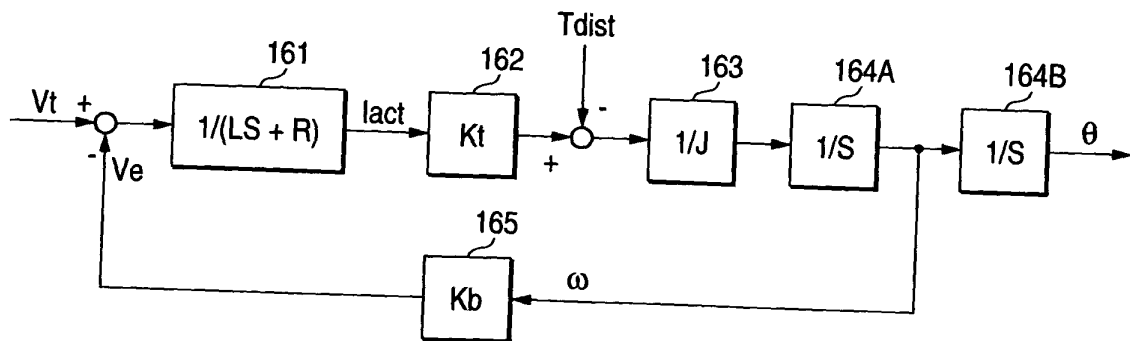 Tdist
161
162
163
164A
164B
Vt
+
1/(LS + R)
Iact
Kt
+
-
1/J
1/S
1/S
θ
-
Ve
165
Kb
ω